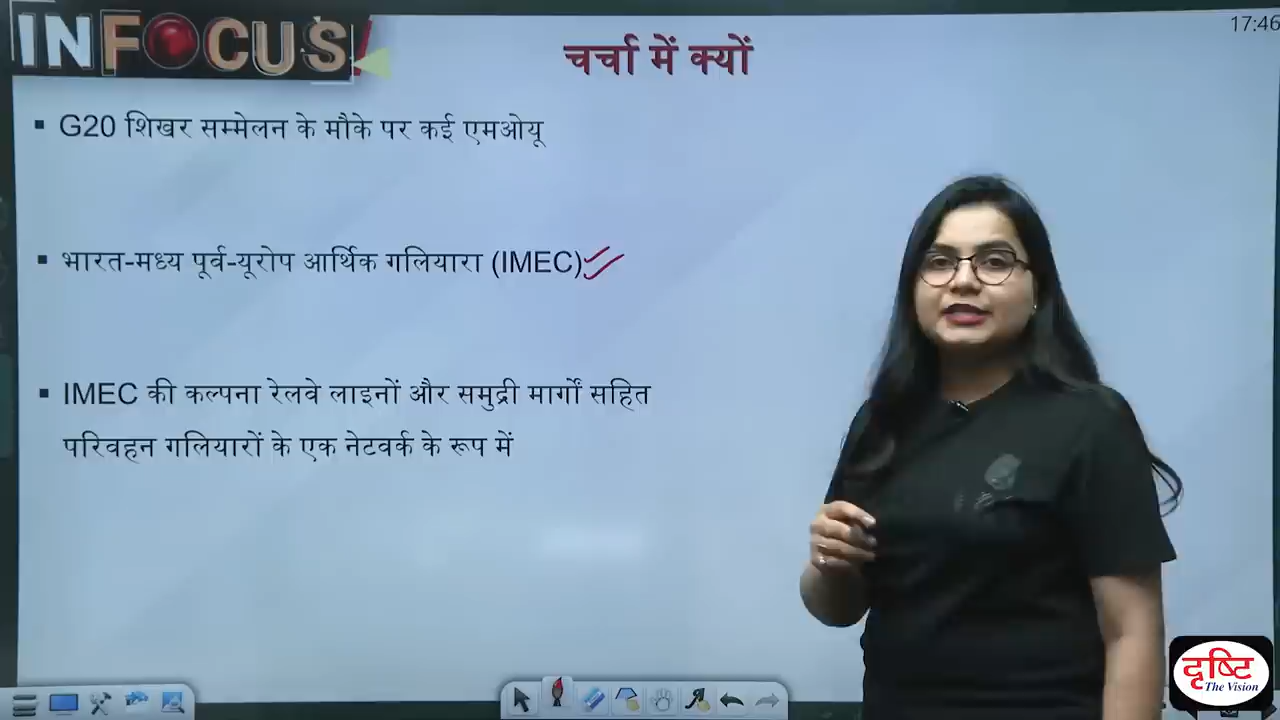 INFOCUS!
17:46
चर्चा में क्यों
G20 शिखर सम्मेलन के मौके पर कई एमओयू
भारत-मध्य पूर्व-यूरोप आर्थिक गलियारा (IMEC)
IMEC की कल्पना रेलवे लाइनों और समुद्री मार्गों सहित
परिवहन गलियारों के एक नेटवर्क के रूप में
दृष्टि
The Vision